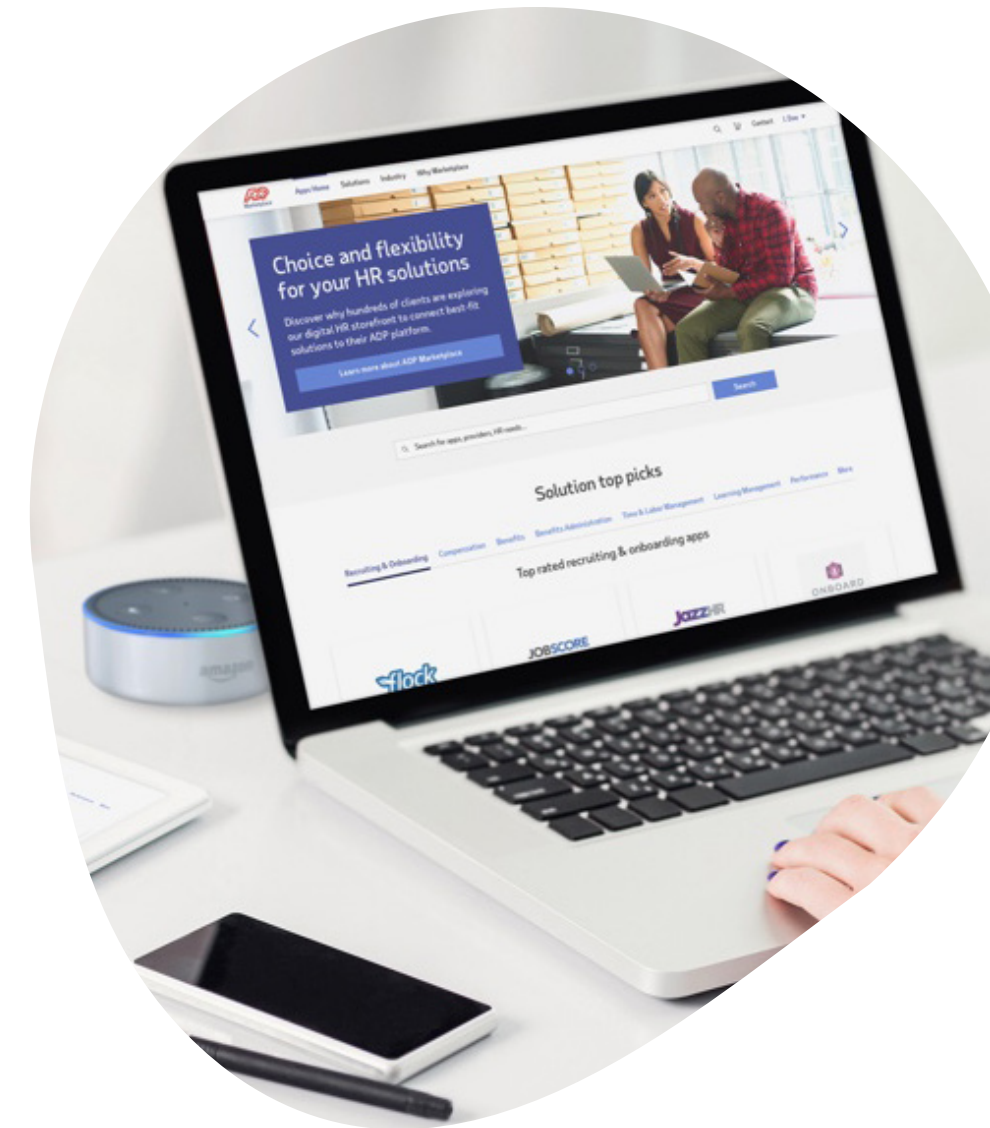 ADP
Marketplace
Apps Home Solutions Industry Why Marketplace
Contact J. Doe
Choice and flexibility
for your HR solutions
Discover why hundreds of clients are exploring
our digital HR storefront to connect best-fit
solutions to their ADP platform.
Learn more about ADP Marketplace
Search for apps, providers, HR needs...
Search
Solution top picks
Recruiting & Onboarding Compensation Benefits Benefits Administration Time & Labor Management Learning Management Performance More
Top rated recruiting & onboarding apps
flock
JOBSCORE
JazzHR
ONBOARD
amazon